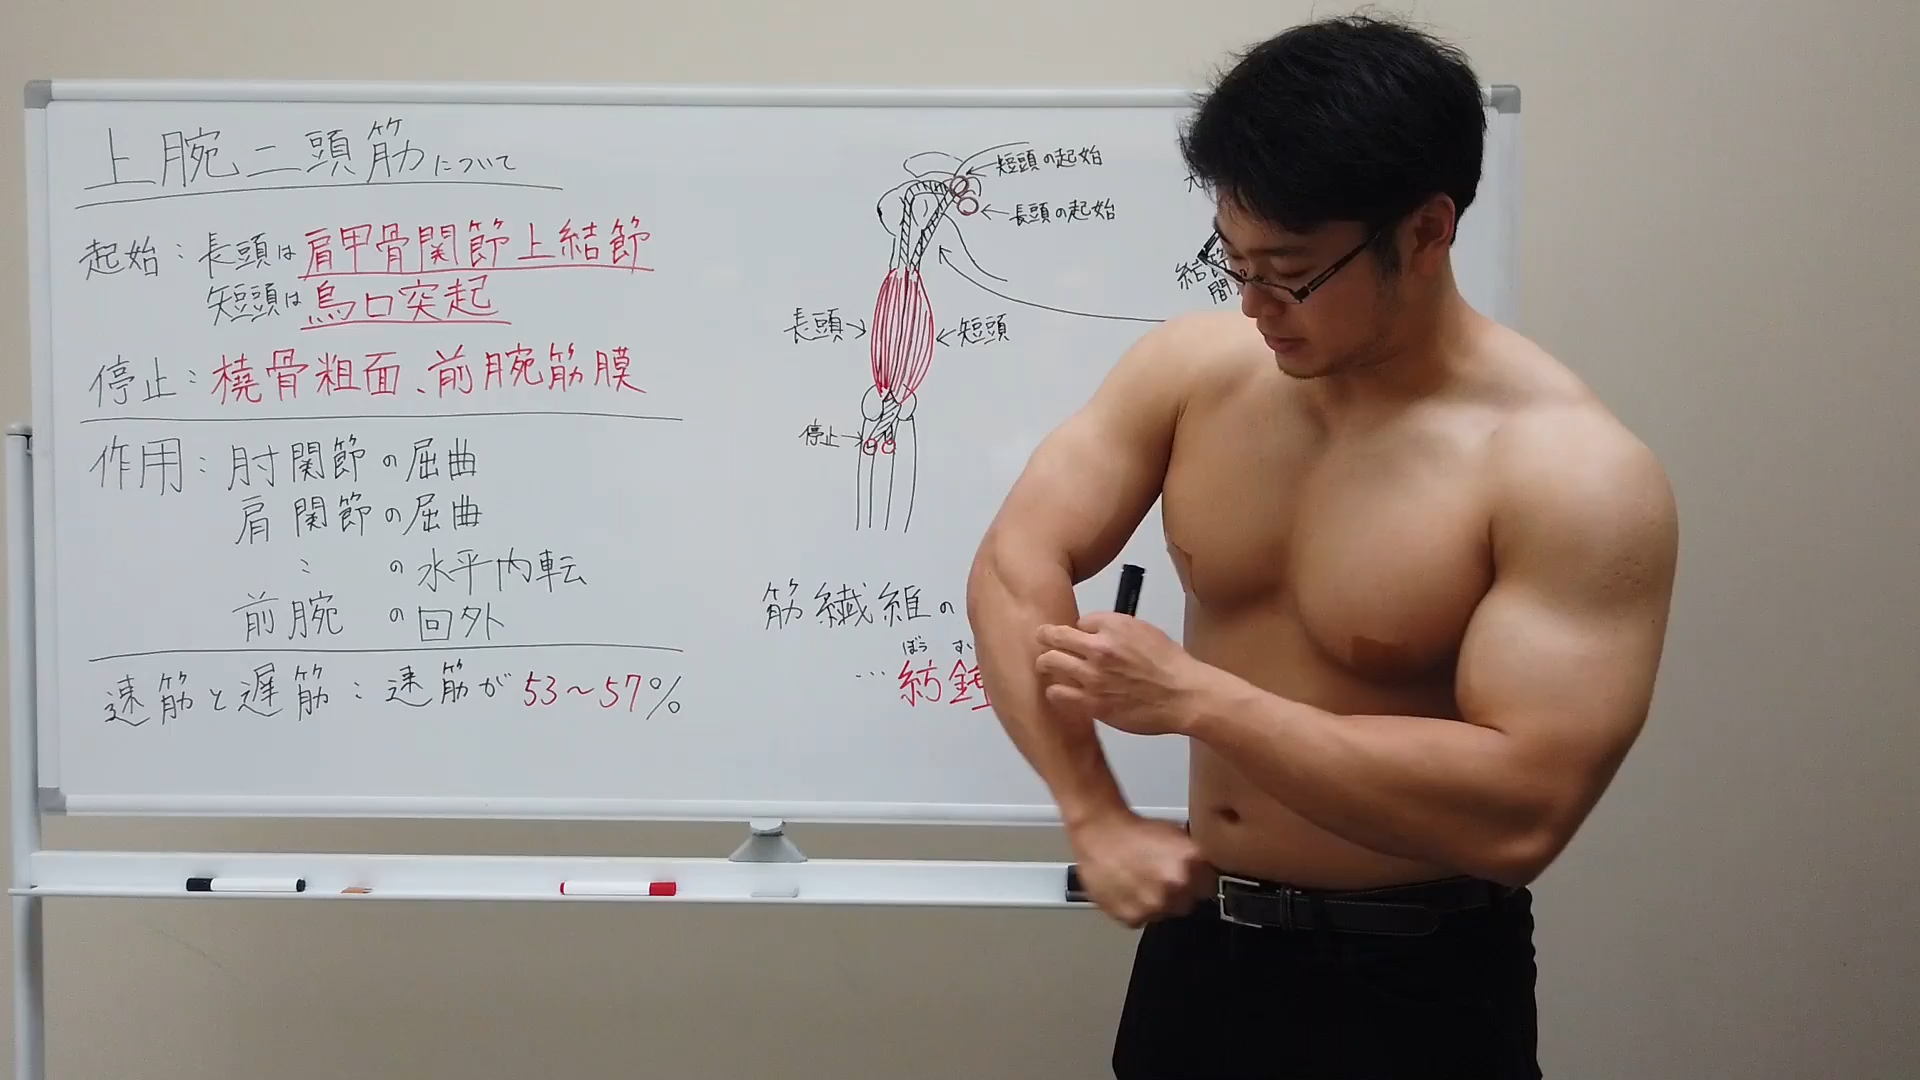 上腕二頭筋について
起始：長頭は肩甲骨関節上結節
短頭は烏口突起
停止：橈骨粗面、前腕筋膜
作用：肘関節の屈曲
肩関節の屈曲
〃 の水平内転
前腕 の回外
速筋と遅筋：速筋が53～57%
短頭の起始
長頭の起始
長頭
短頭
停止
結節
間
筋繊維の
ぼう すい
…紡錘